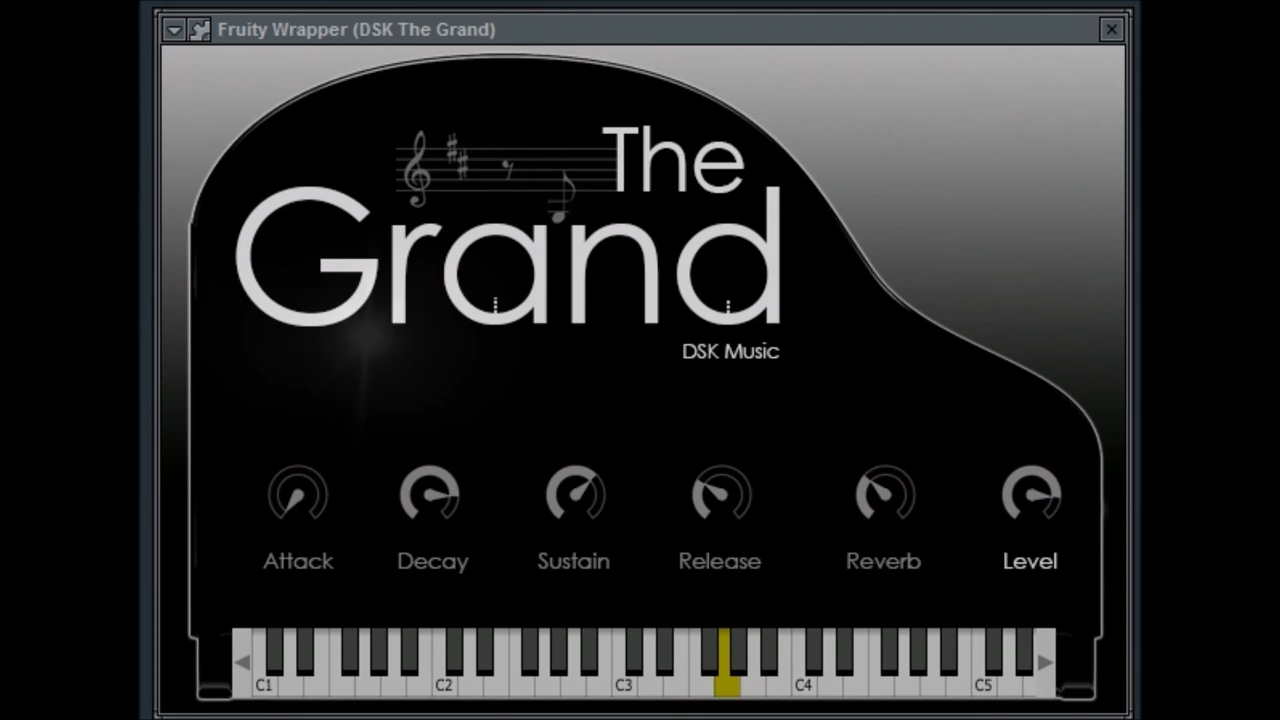 Fruity Wrapper (DSK The Grand)
The
Grand
DSK Music
Attack Decay Sustain Release Reverb Level
C1 C2 C3 C4 C5